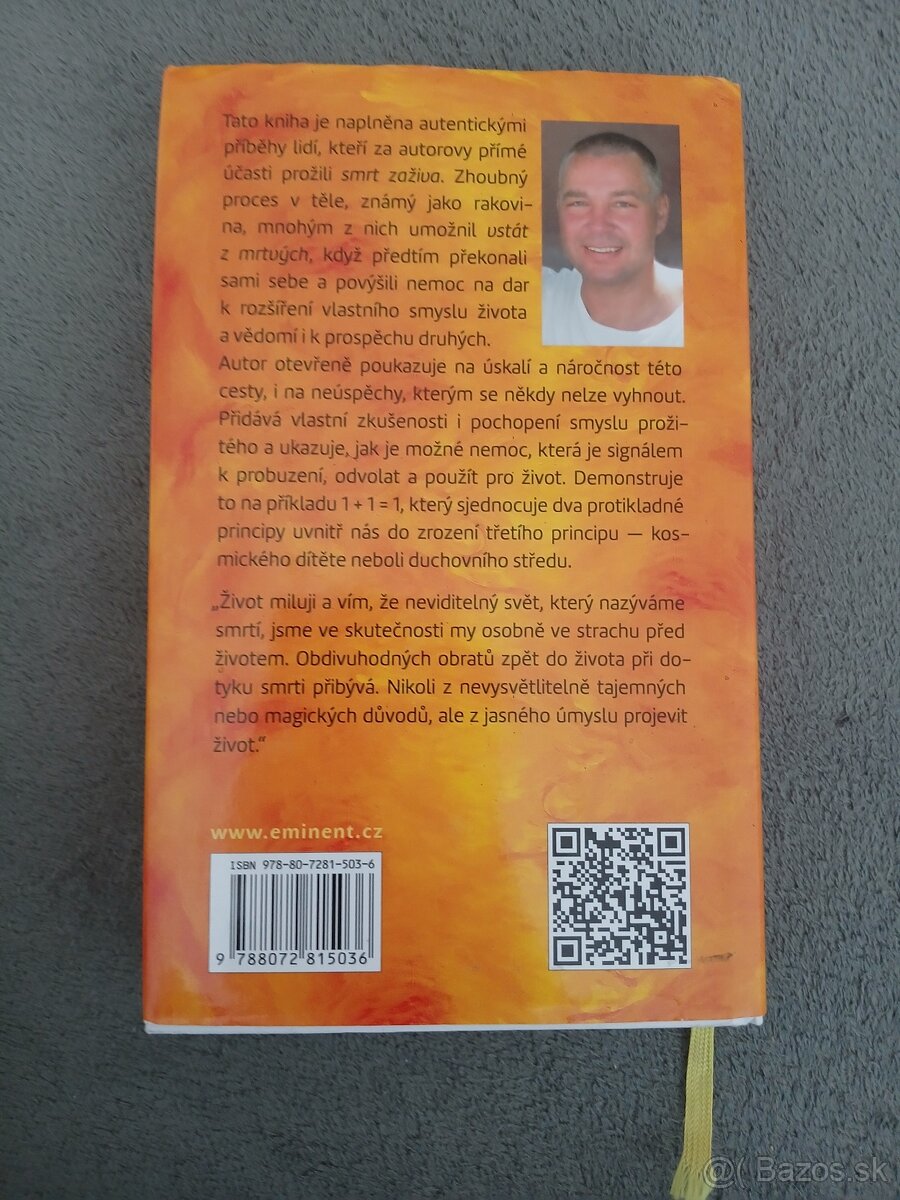 Tato kniha je naplněna autentickými
příběhy lidí, kteří za autorovy přímé
účasti prožili smrt zaživa. Zhoubný
proces v těle, známý jako rakovi-
na, mnohým z nich umožnil vstát
z mrtvých, když předtím překonali
sami sebe a povýšili nemoc na dar
k rozšíření vlastního smyslu života
a vědomí i k prospěchu druhých.
Autor otevřeně poukazuje na úskalí a náročnost této
cesty, i na neúspěchy, kterým se někdy nelze vyhnout.
Přidává vlastní zkušenosti i pochopení smyslu proži-
tého a ukazuje, jak je možné nemoc, která je signálem
k probuzení, odvolat a použít pro život. Demonstruje
to na příkladu 1 + 1 = 1, který sjednocuje dva protikladné
principy uvnitř nás do zrození třetího principu — kos-
mického dítěte neboli duchovního středu.
„Život miluji a vím, že neviditelný svět, který nazýváme
smrtí, jsme ve skutečnosti my osobně ve strachu před
životem. Obdivuhodných obratů zpět do života při do-
tyku smrti přibývá. Nikoli z nevysvětlitelně tajemných
nebo magických důvodů, ale z jasného úmyslu projevit
život.“
www.eminent.cz
ISBN 978-80-7281-503-6
9 788072 815036
@( Bazos.sk